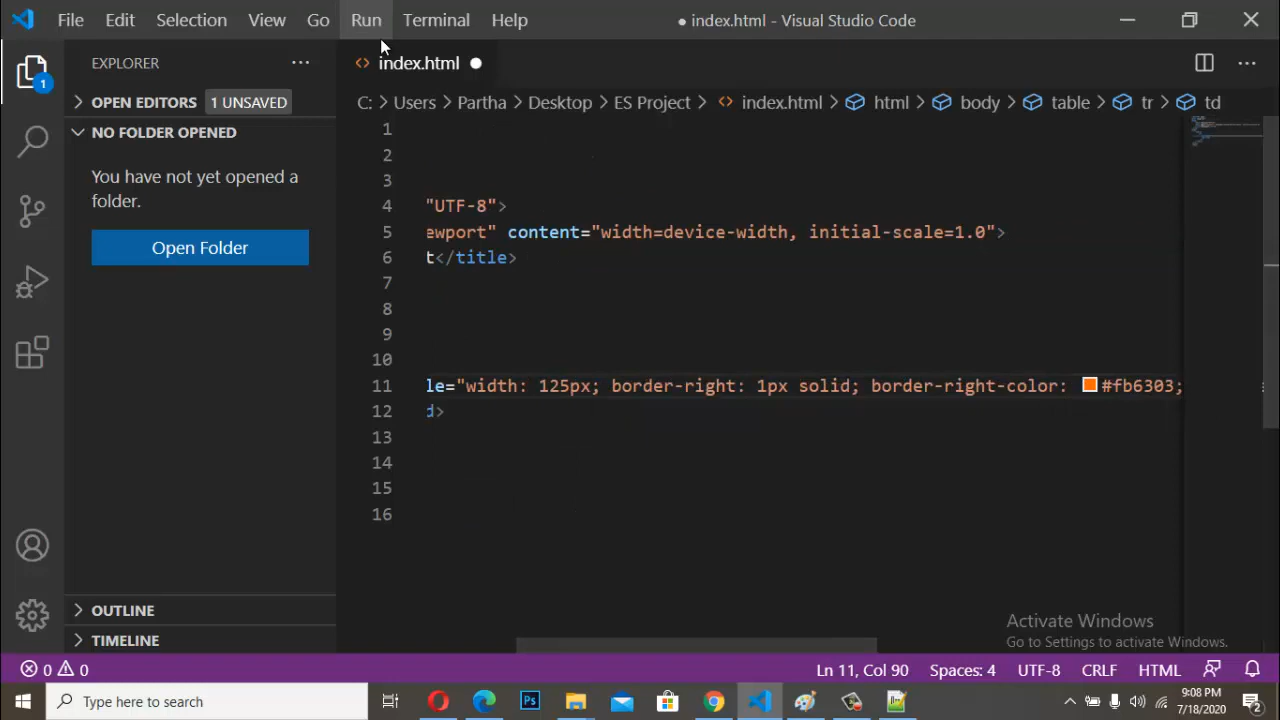 File Edit Selection View Go Run Terminal Help ● index.html - Visual Studio Code
EXPLORER ···
index.html ●
OPEN EDITORS 1 UNSAVED
C: > Users > Partha > Desktop > ES Project > index.html > html > body > table > tr > td
NO FOLDER OPENED
You have not yet opened a
folder.
Open Folder
1
2
3
4 "UTF-8">
5 ewport" content="width=device-width, initial-scale=1.0">
6 t</title>
7
8
9
10
11 le="width: 125px; border-right: 1px solid; border-right-color: #fb6303;
12 d>
13
14
15
16
1
OUTLINE
TIMELINE
Activate Windows
Go to Settings to activate Windows.
0 0 Ln 11, Col 90 Spaces: 4 UTF-8 CRLF HTML
Type here to search
Ps
9:08 PM
7/18/2020
2